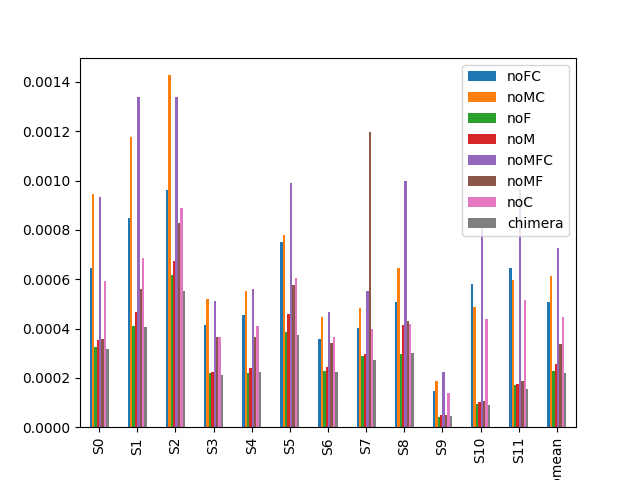 0.0014
0.0012
0.0010
0.0008
0.0006
0.0004
0.0002
0.0000
noFC
noMC
noF
noM
noMFC
noMF
noC
chimera
S0
S1
S2
S3
S4
S5
S6
S7
S8
S9
S10
S11